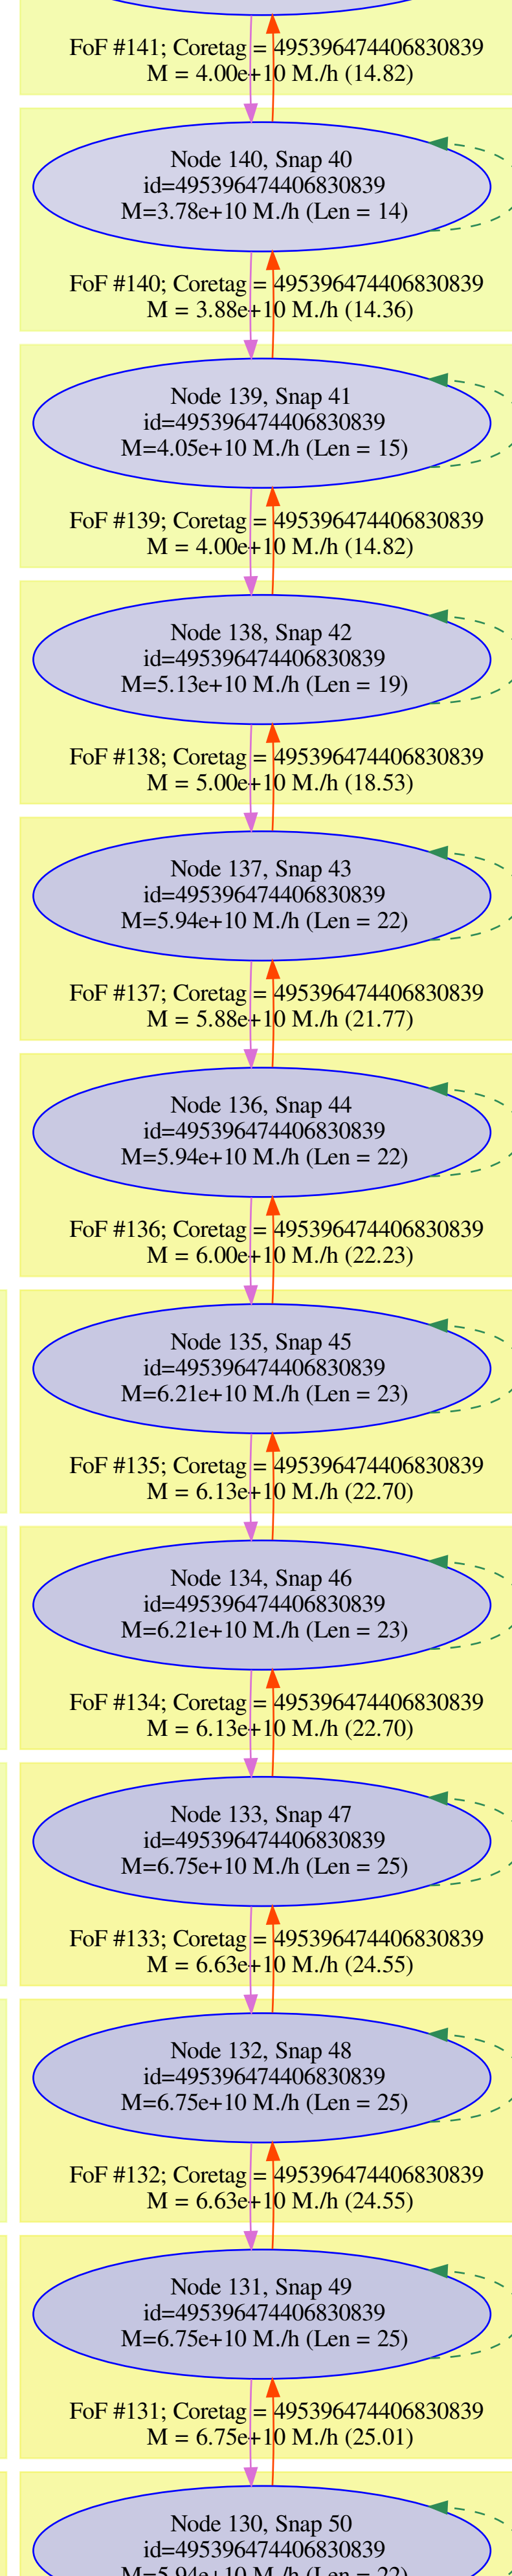 FoF #141; Coretag = 495396474406830839
M = 4.00e+10 M./h (14.82)
Node 140, Snap 40
id=495396474406830839
M=3.78e+10 M./h (Len = 14)
FoF #140; Coretag = 495396474406830839
M = 3.88e+10 M./h (14.36)
Node 139, Snap 41
id=495396474406830839
M=4.05e+10 M./h (Len = 15)
FoF #139; Coretag = 495396474406830839
M = 4.00e+10 M./h (14.82)
Node 138, Snap 42
id=495396474406830839
M=5.13e+10 M./h (Len = 19)
FoF #138; Coretag = 495396474406830839
M = 5.00e+10 M./h (18.53)
Node 137, Snap 43
id=495396474406830839
M=5.94e+10 M./h (Len = 22)
FoF #137; Coretag = 495396474406830839
M = 5.88e+10 M./h (21.77)
Node 136, Snap 44
id=495396474406830839
M=5.94e+10 M./h (Len = 22)
FoF #136; Coretag = 495396474406830839
M = 6.00e+10 M./h (22.23)
Node 135, Snap 45
id=495396474406830839
M=6.21e+10 M./h (Len = 23)
FoF #135; Coretag = 495396474406830839
M = 6.13e+10 M./h (22.70)
Node 134, Snap 46
id=495396474406830839
M=6.21e+10 M./h (Len = 23)
FoF #134; Coretag = 495396474406830839
M = 6.13e+10 M./h (22.70)
Node 133, Snap 47
id=495396474406830839
M=6.75e+10 M./h (Len = 25)
FoF #133; Coretag = 495396474406830839
M = 6.63e+10 M./h (24.55)
Node 132, Snap 48
id=495396474406830839
M=6.75e+10 M./h (Len = 25)
FoF #132; Coretag = 495396474406830839
M = 6.63e+10 M./h (24.55)
Node 131, Snap 49
id=495396474406830839
M=6.75e+10 M./h (Len = 25)
FoF #131; Coretag = 495396474406830839
M = 6.75e+10 M./h (25.01)
Node 130, Snap 50
id=495396474406830839
M=5.94e+10 M./h (Len = 22)